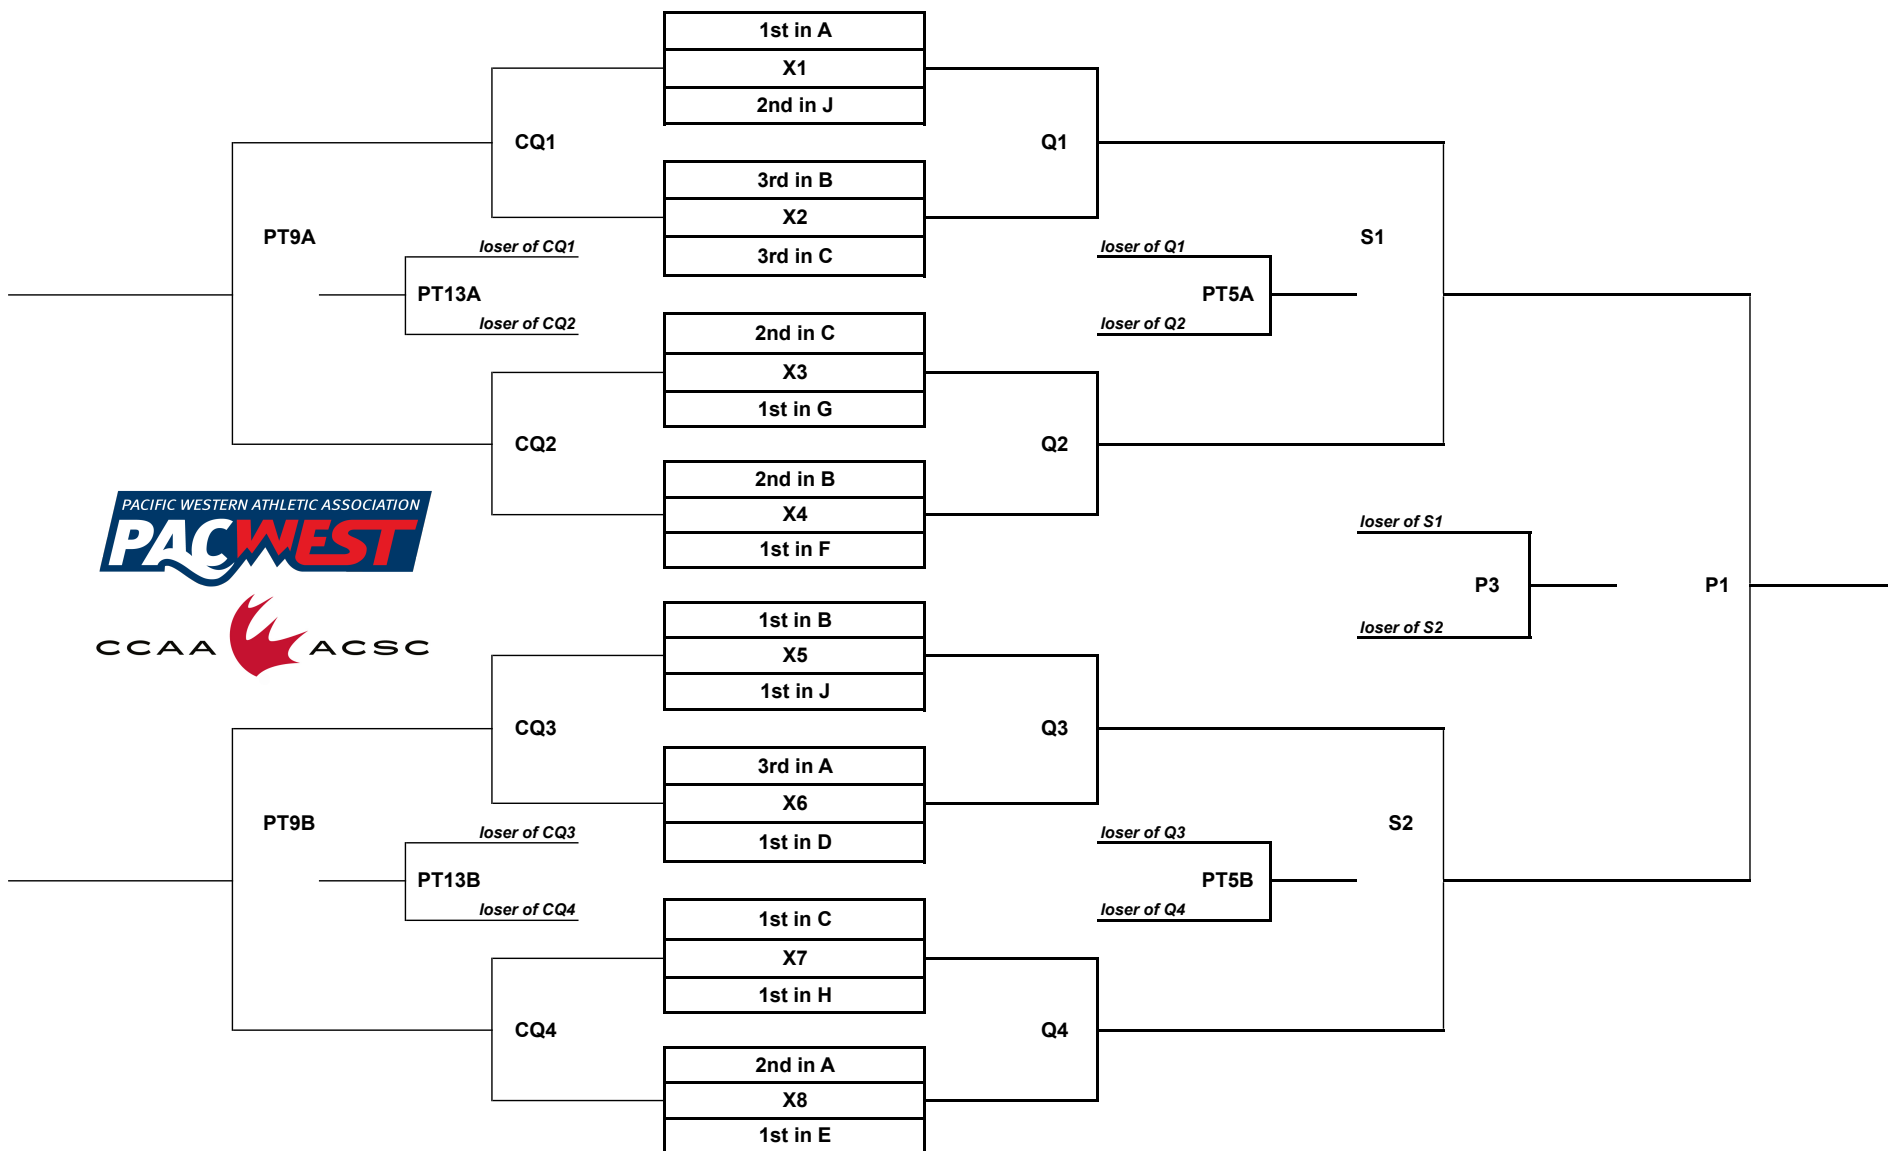 1st in A
X1
2nd in J
CQ1
Q1
3rd in B
X2
3rd in C
PT9A
loser of CQ1
PT13A
loser of CQ2
loser of Q1
PT5A
loser of Q2
S1
2nd in C
X3
1st in G
CQ2
Q2
2nd in B
X4
1st in F
PACIFIC WESTERN ATHLETIC ASSOCIATION
PACWEST
CCAA ACSC
loser of S1
P3
loser of S2
P1
1st in B
X5
1st in J
CQ3
Q3
3rd in A
X6
1st in D
PT9B
loser of CQ3
PT13B
loser of CQ4
loser of Q3
PT5B
loser of Q4
S2
1st in C
X7
1st in H
CQ4
Q4
2nd in A
X8
1st in E